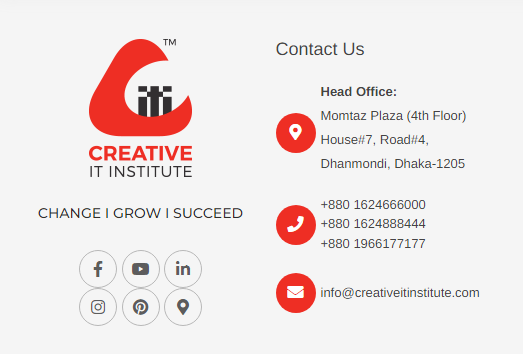 TM
iti
CREATIVE
IT INSTITUTE
CHANGE I GROW I SUCCEED
Contact Us
Head Office:
Momtaz Plaza (4th Floor)
House#7, Road#4,
Dhanmondi, Dhaka-1205
+880 1624666000
+880 1624888444
+880 1966177177
info@creativeitinstitute.com